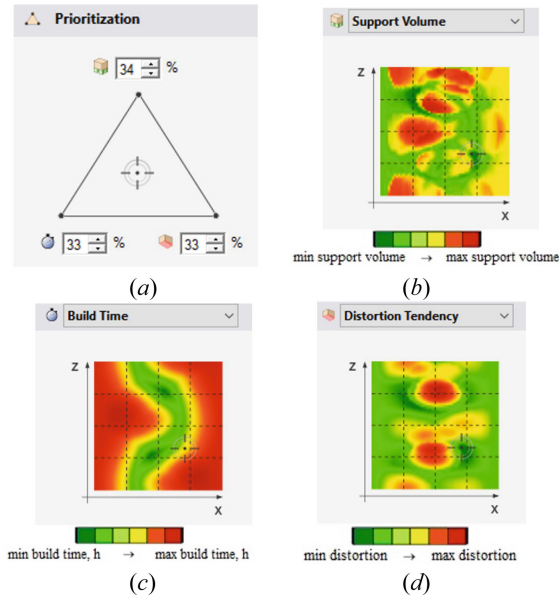 Prioritization
34 %
33 %
33 %
(a)
Support Volume
Z
X
min support volume → max support volume
(b)
Build Time
Z
X
min build time, h → max build time, h
(c)
Distortion Tendency
Z
X
min distortion → max distortion
(d)